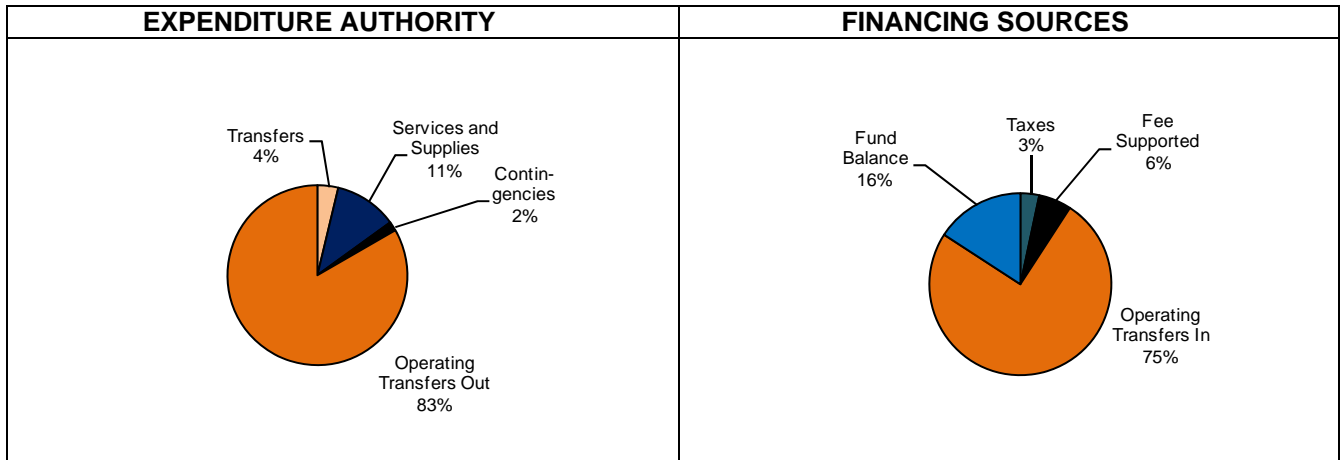 EXPENDITURE AUTHORITY
Transfers
4%
Services and
Supplies
11%
Contin-
gencies
2%
Operating
Transfers Out
83%
FINANCING SOURCES
Fund
Balance
16%
Taxes
3%
Fee
Supported
6%
Operating
Transfers In
75%